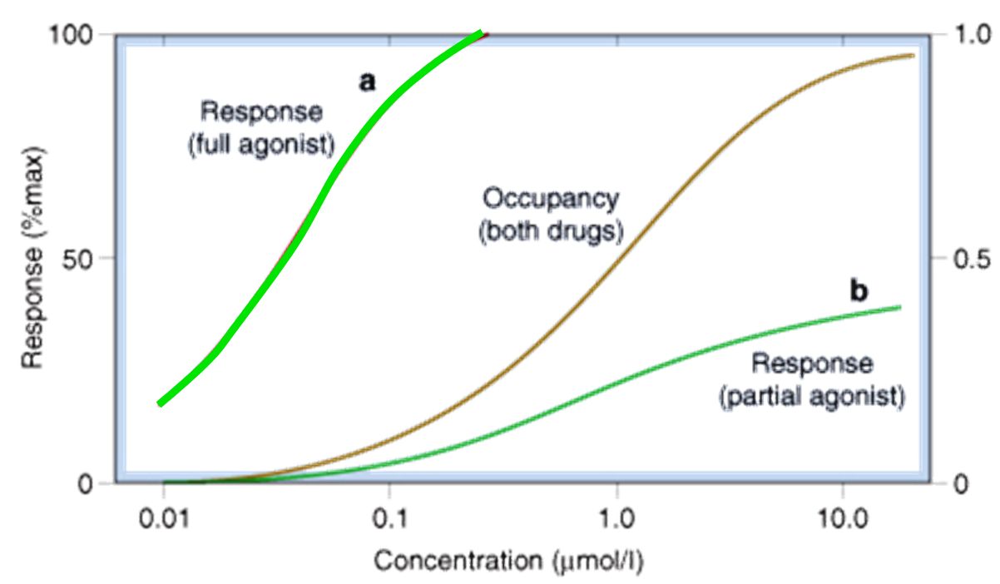 100
1.0
a
Response
(full agonist)
Occupancy
(both drugs)
Response (%max)
50
0.5
b
Response
(partial agonist)
0
0
0.01
0.1
1.0
10.0
Concentration (μmol/l)